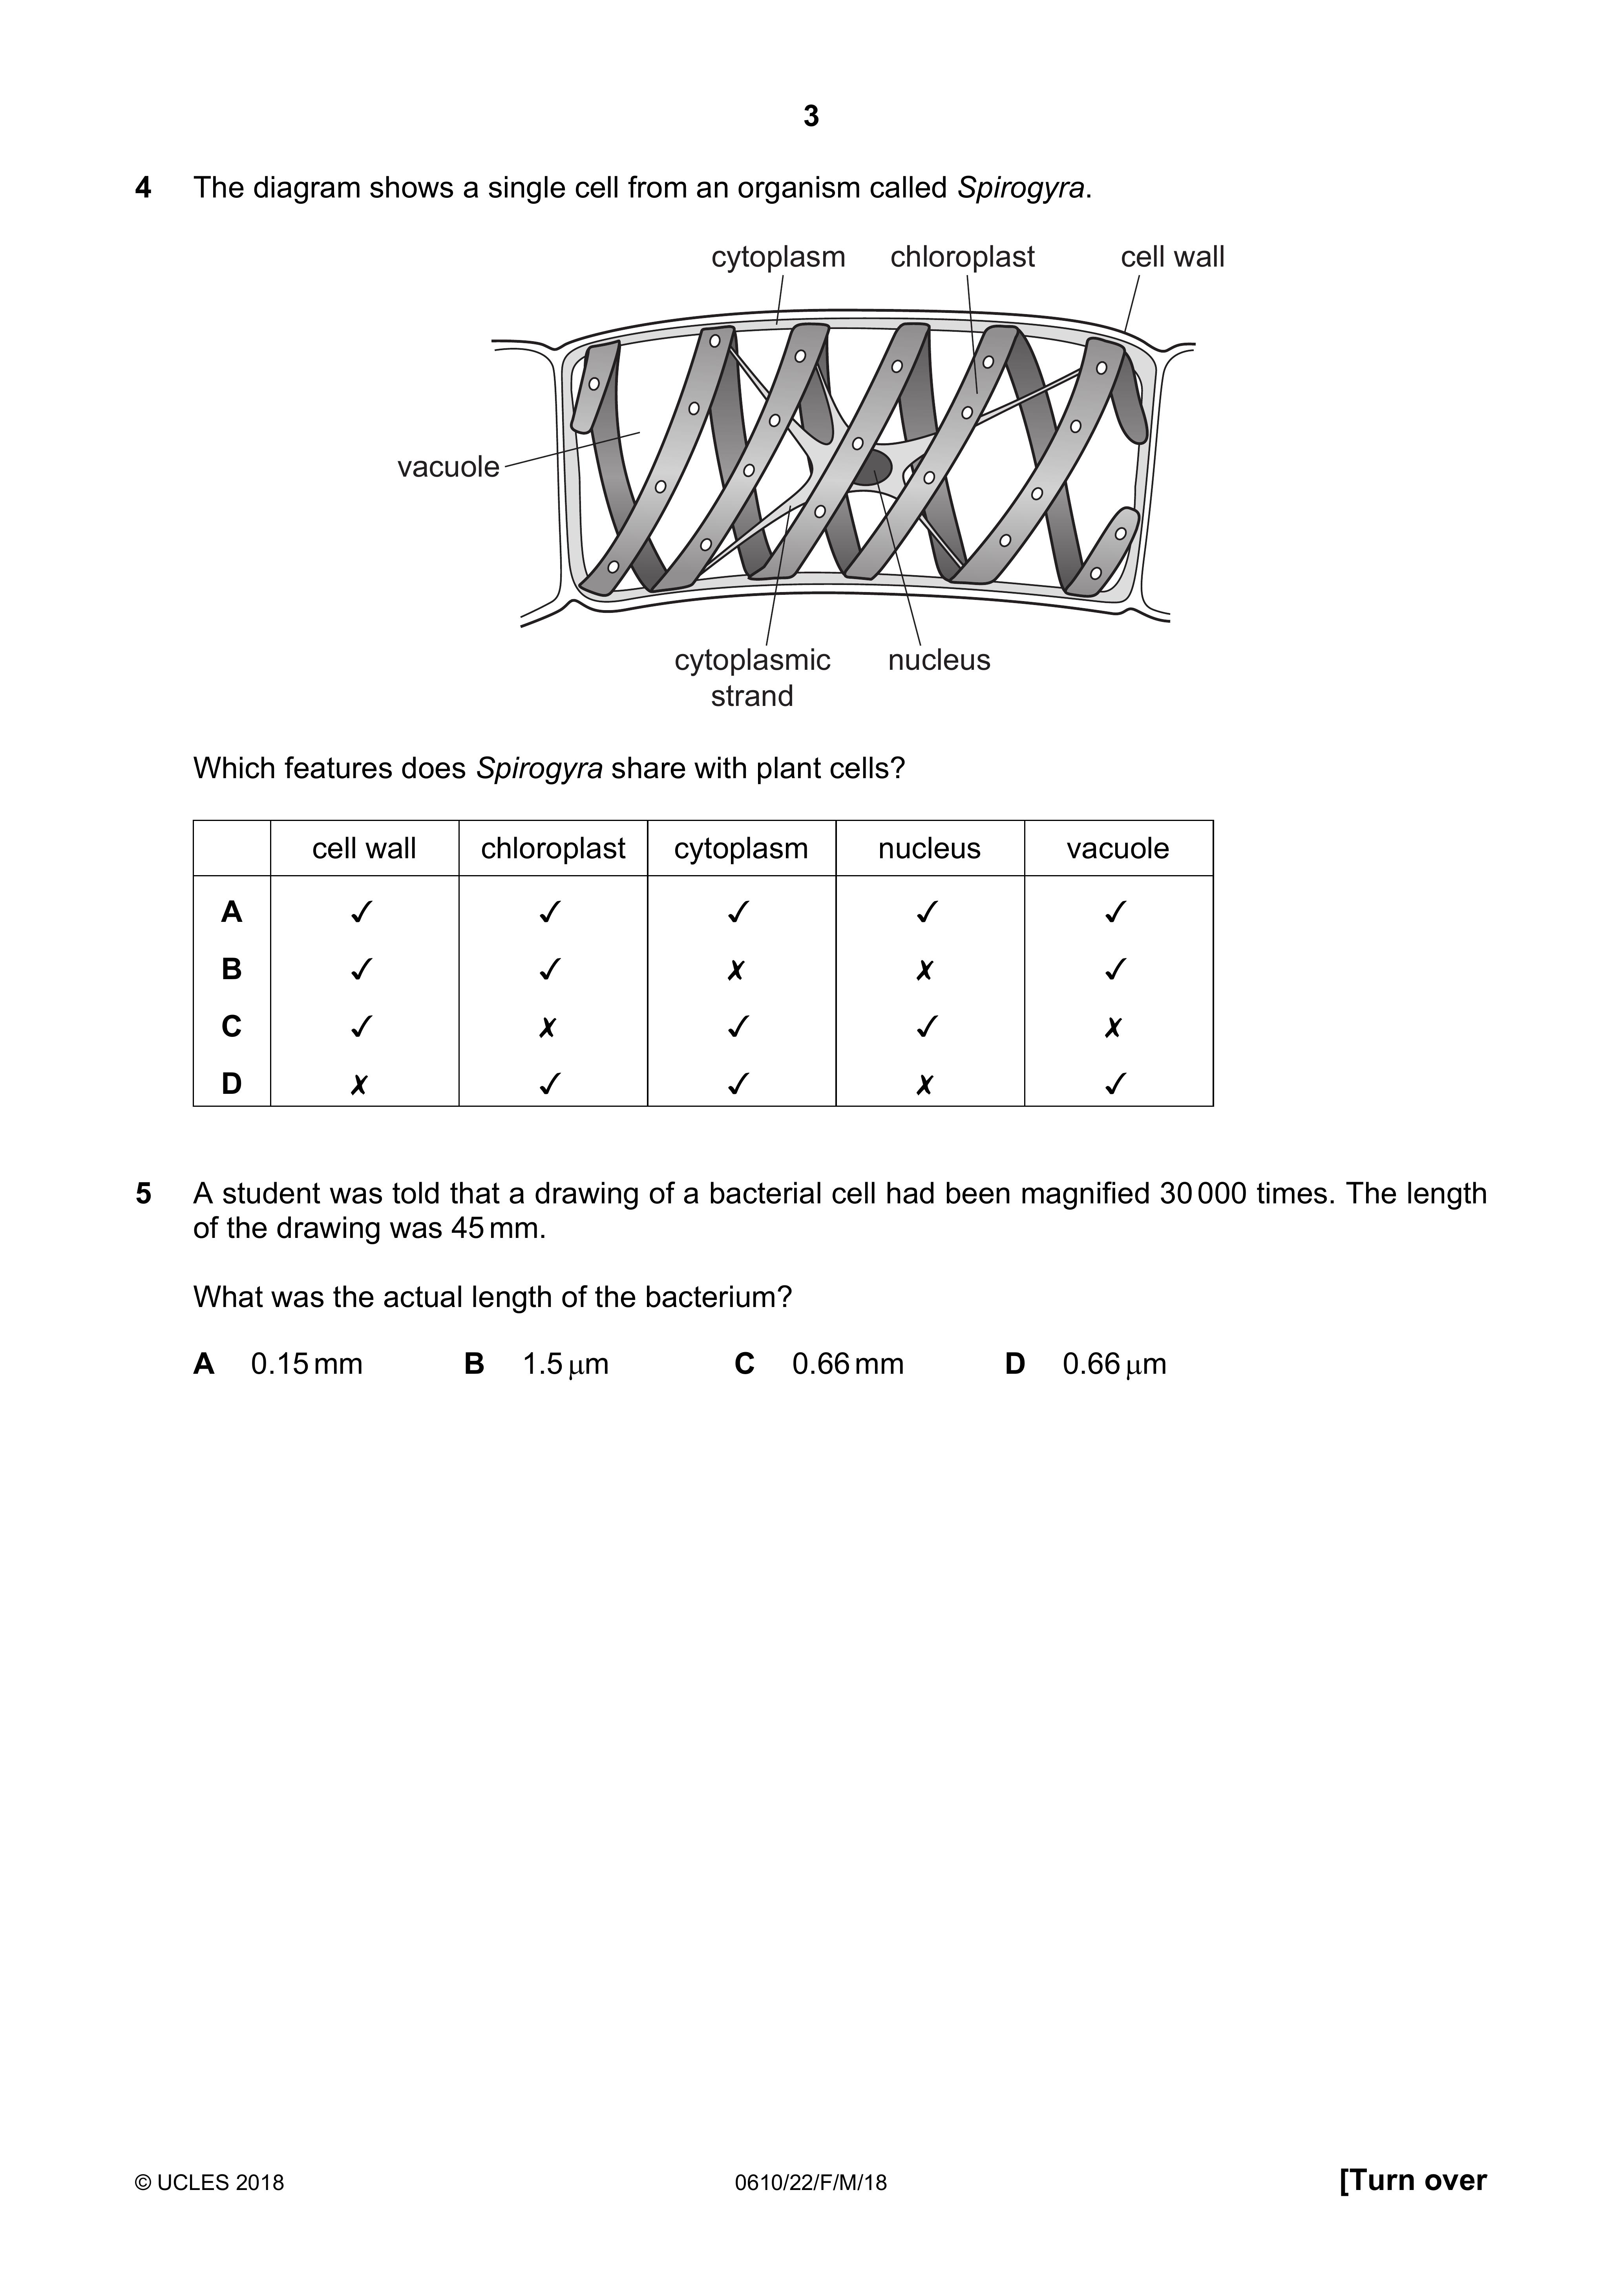 3
4 The diagram shows a single cell from an organism called Spirogyra.
cytoplasm chloroplast cell wall
vacuole
cytoplasmic nucleus
strand
Which features does Spirogyra share with plant cells?
cell wall chloroplast cytoplasm nucleus vacuole
A ✓ ✓ ✓ ✓ ✓
B ✓ ✓ ✗ ✗ ✓
C ✓ ✗ ✓ ✓ ✗
D ✗ ✓ ✓ ✗ ✓
5 A student was told that a drawing of a bacterial cell had been magnified 30 000 times. The length
of the drawing was 45 mm.
What was the actual length of the bacterium?
A 0.15 mm B 1.5 μm C 0.66 mm D 0.66 μm
© UCLES 2018 0610/22/F/M/18 [Turn over